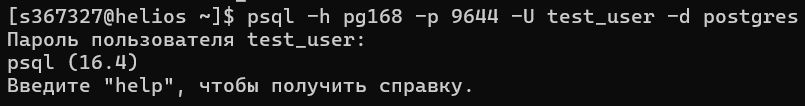 [s367327@helios ~]$ psql -h pg168 -p 9644 -U test_user -d postgres
Пароль пользователя test_user:
psql (16.4)
Введите "help", чтобы получить справку.